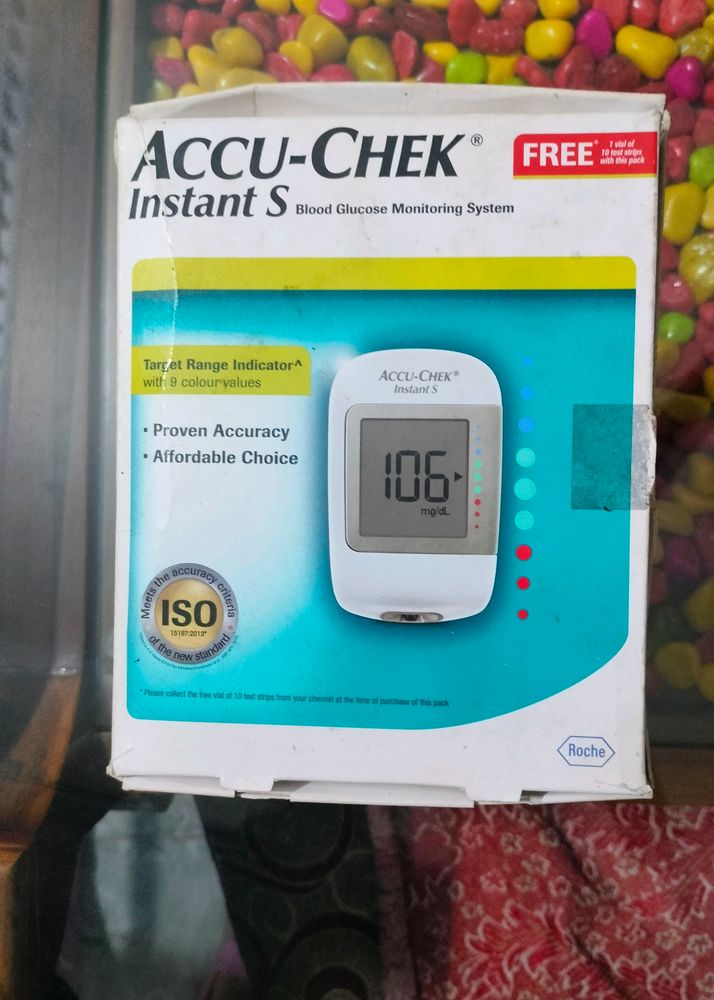 ACCU-CHEK®
Instant S Blood Glucose Monitoring System
FREE* 1 vial of
10 test strips
with this pack
Target Range Indicator^
with 9 colour values
▪ Proven Accuracy
▪ Affordable Choice
ACCU-CHEK®
Instant S
106
mg/dL
Meets the accuracy criteria
ISO
15197:2013*
of the new standard
* Please collect the free vial of 10 test strips from your chemist at the time of purchase of this pack
Roche